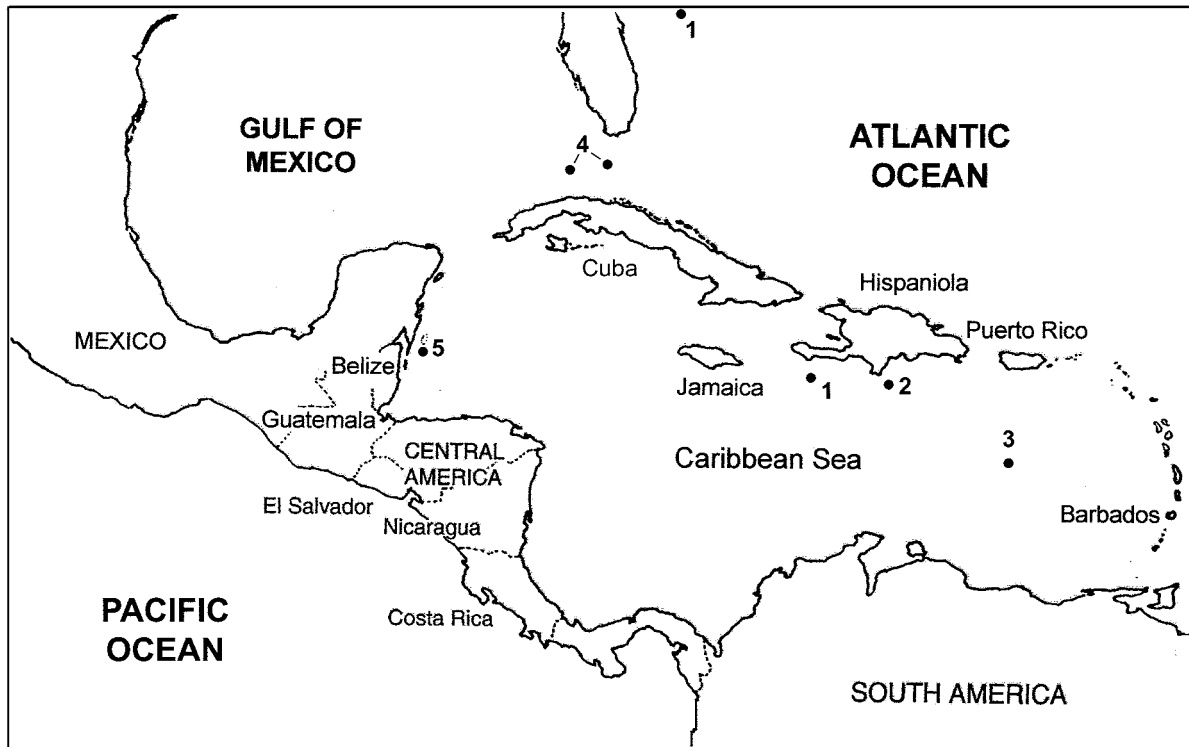 1
GULF OF
MEXICO
ATLANTIC
OCEAN
4
Cuba
Hispaniola
Puerto Rico
MEXICO
5
Belize
Jamaica
1
2
Guatemala
CENTRAL
AMERICA
Caribbean Sea
3
El Salvador
Nicaragua
Barbados
PACIFIC
OCEAN
Costa Rica
SOUTH AMERICA